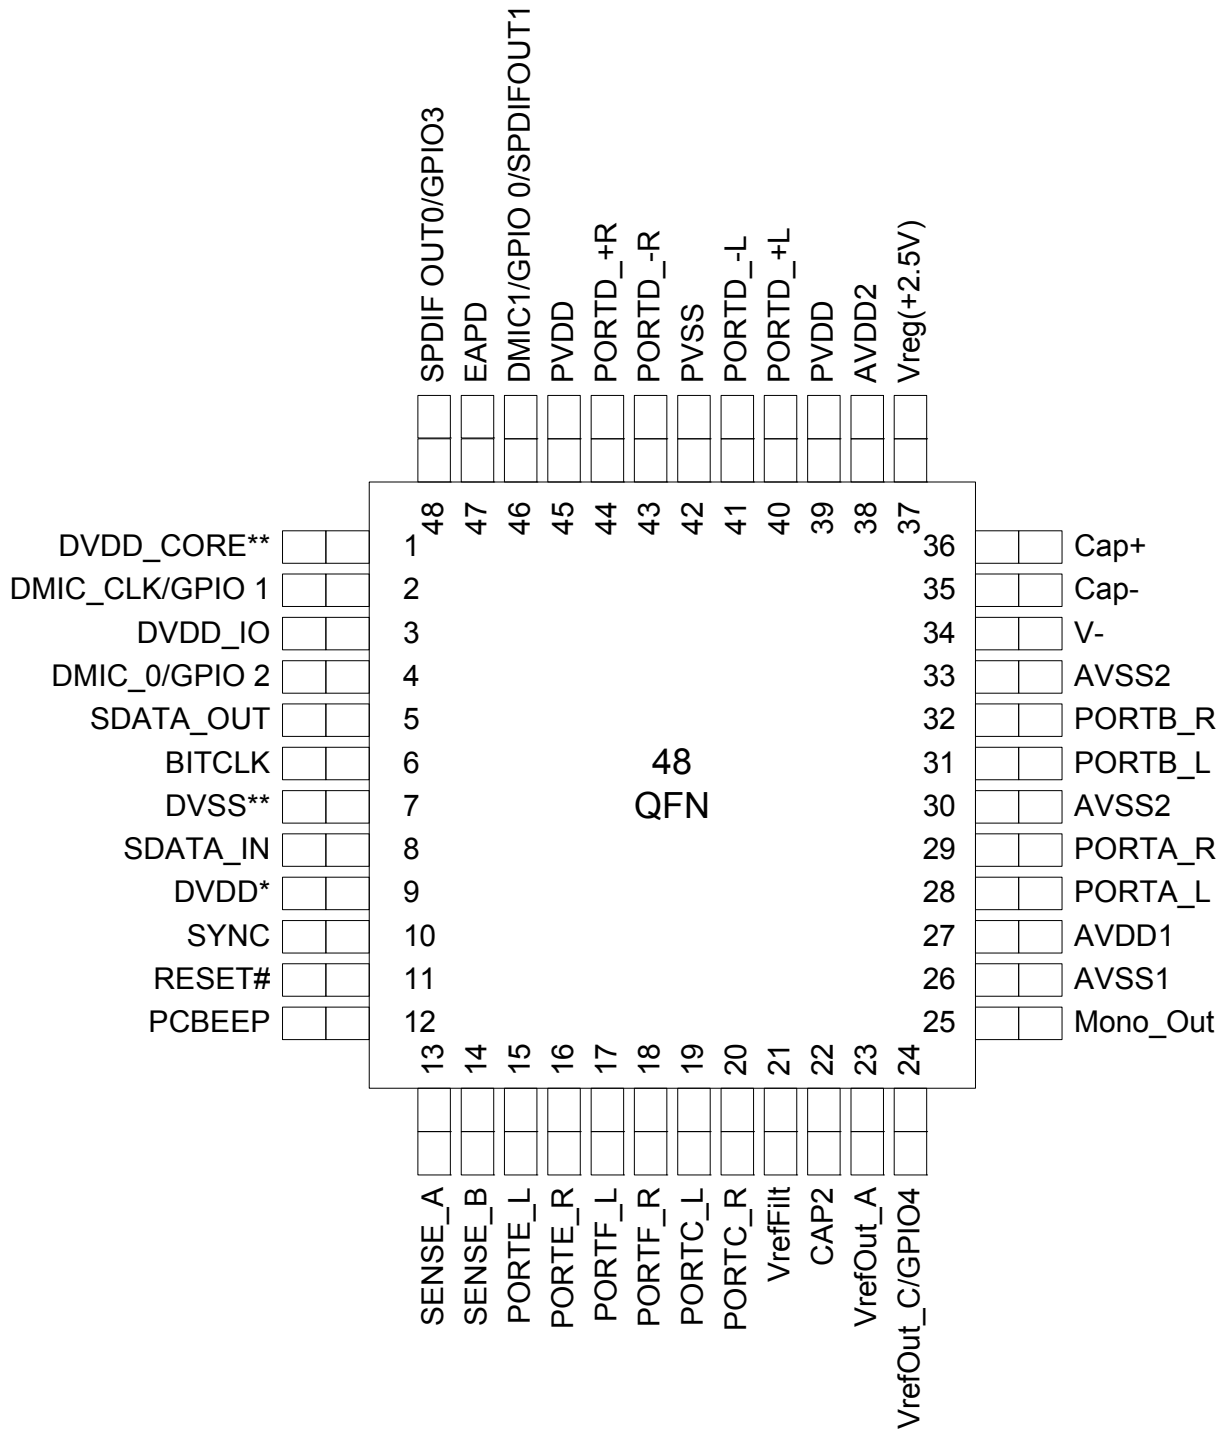 SPDIF OUT0/GPIO3
EAPD
DMIC1/GPIO 0/SPDIFOUT1
PVDD
PORTD_+R
PORTD_-R
PVSS
PORTD_-L
PORTD_+L
PVDD
AVDD2
Vreg(+2.5V)
48
47
46
45
44
43
42
41
40
39
38
37
DVDD_CORE** 1
DMIC_CLK/GPIO 1 2
DVDD_IO 3
DMIC_0/GPIO 2 4
SDATA_OUT 5
BITCLK 6
DVSS** 7
SDATA_IN 8
DVDD* 9
SYNC 10
RESET# 11
PCBEEP 12
48
QFN
36 Cap+
35 Cap-
34 V-
33 AVSS2
32 PORTB_R
31 PORTB_L
30 AVSS2
29 PORTA_R
28 PORTA_L
27 AVDD1
26 AVSS1
25 Mono_Out
13
14
15
16
17
18
19
20
21
22
23
24
SENSE_A
SENSE_B
PORTE_L
PORTE_R
PORTF_L
PORTF_R
PORTC_L
PORTC_R
VrefFilt
CAP2
VrefOut_A
VrefOut_C/GPIO4